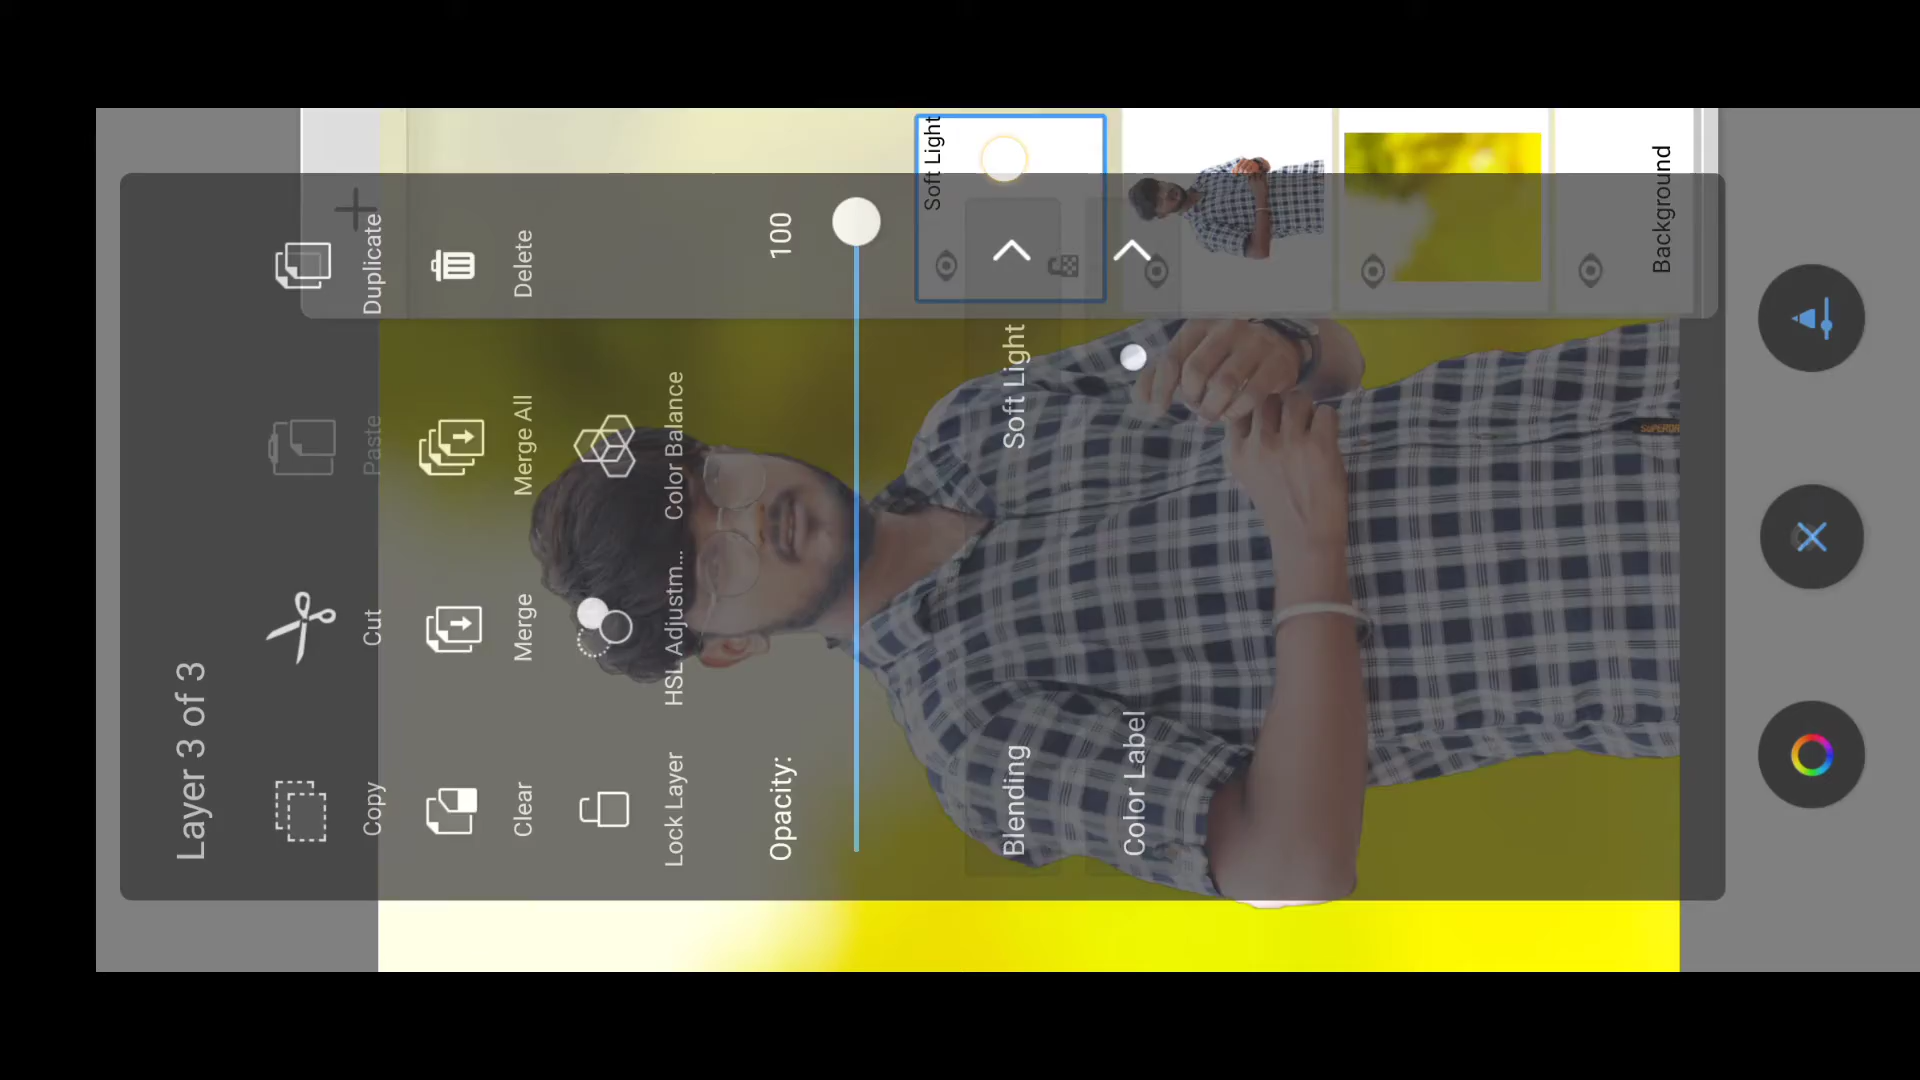 Layer 3 of 3
Copy
Cut
Paste
Duplicate
Clear
Merge
Merge All
Delete
Lock Layer
HSL Adjustm...
Color Balance
Opacity:
100
Blending
Soft Light
Color Label
Soft Light
Background